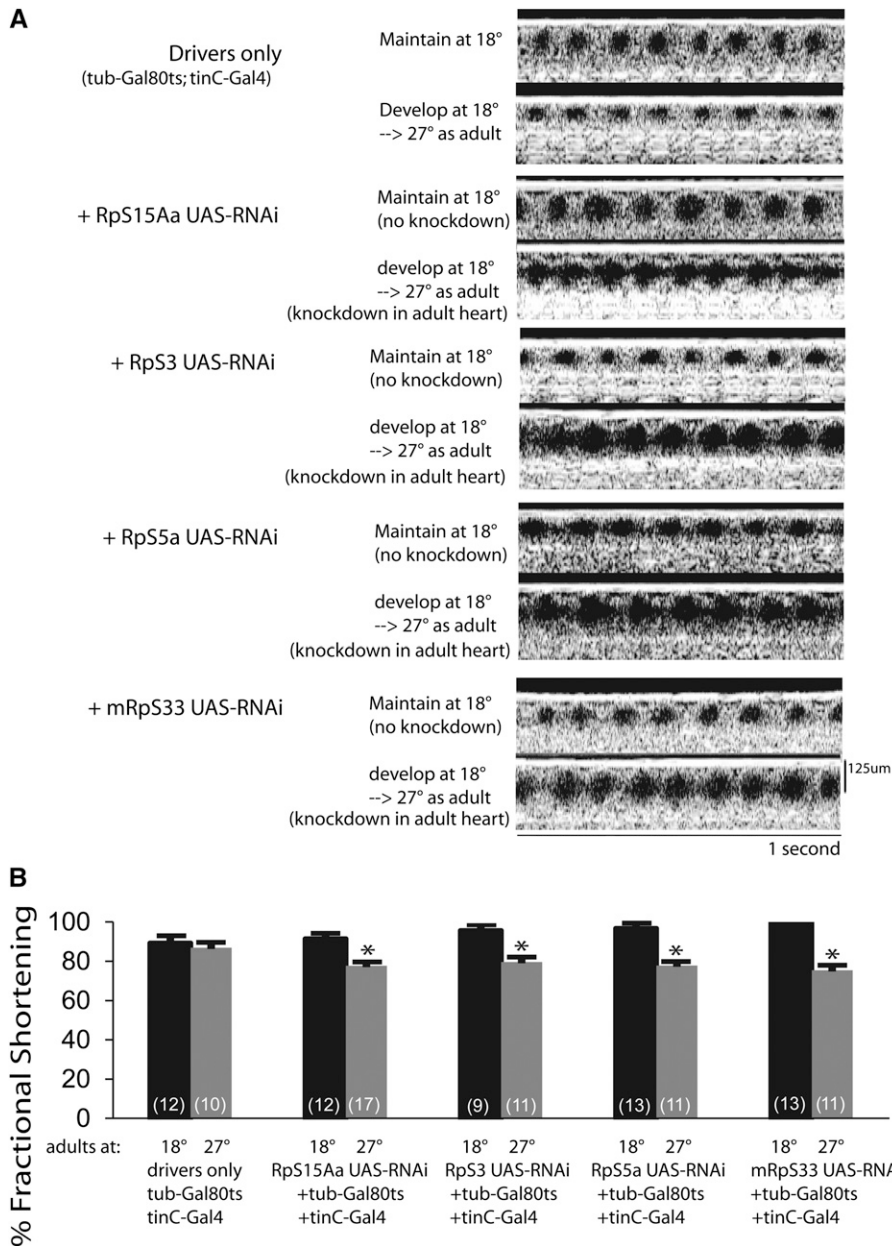 A
Drivers only
(tub-Gal80ts; tinC-Gal4)
Maintain at 18°
Develop at 18°
--> 27° as adult
+ RpS15Aa UAS-RNAi
Maintain at 18°
(no knockdown)
develop at 18°
--> 27° as adult
(knockdown in adult heart)
+ RpS3 UAS-RNAi
Maintain at 18°
(no knockdown)
develop at 18°
--> 27° as adult
(knockdown in adult heart)
+ RpS5a UAS-RNAi
Maintain at 18°
(no knockdown)
develop at 18°
--> 27° as adult
(knockdown in adult heart)
+ mRpS33 UAS-RNAi
Maintain at 18°
(no knockdown)
develop at 18°
--> 27° as adult
(knockdown in adult heart)
125um
1 second
B
% Fractional Shortening
100
80
60
40
20
0
* * * *
(12) (10) (12) (17) (9) (11) (13) (11) (13) (11)
adults at: 18° 27° 18° 27° 18° 27° 18° 27° 18° 27°
drivers only RpS15Aa UAS-RNAi RpS3 UAS-RNAi RpS5a UAS-RNAi mRpS33 UAS-RNA
tub-Gal80ts +tub-Gal80ts +tub-Gal80ts +tub-Gal80ts +tub-Gal80ts
tinC-Gal4 +tinC-Gal4 +tinC-Gal4 +tinC-Gal4 +tinC-Gal4